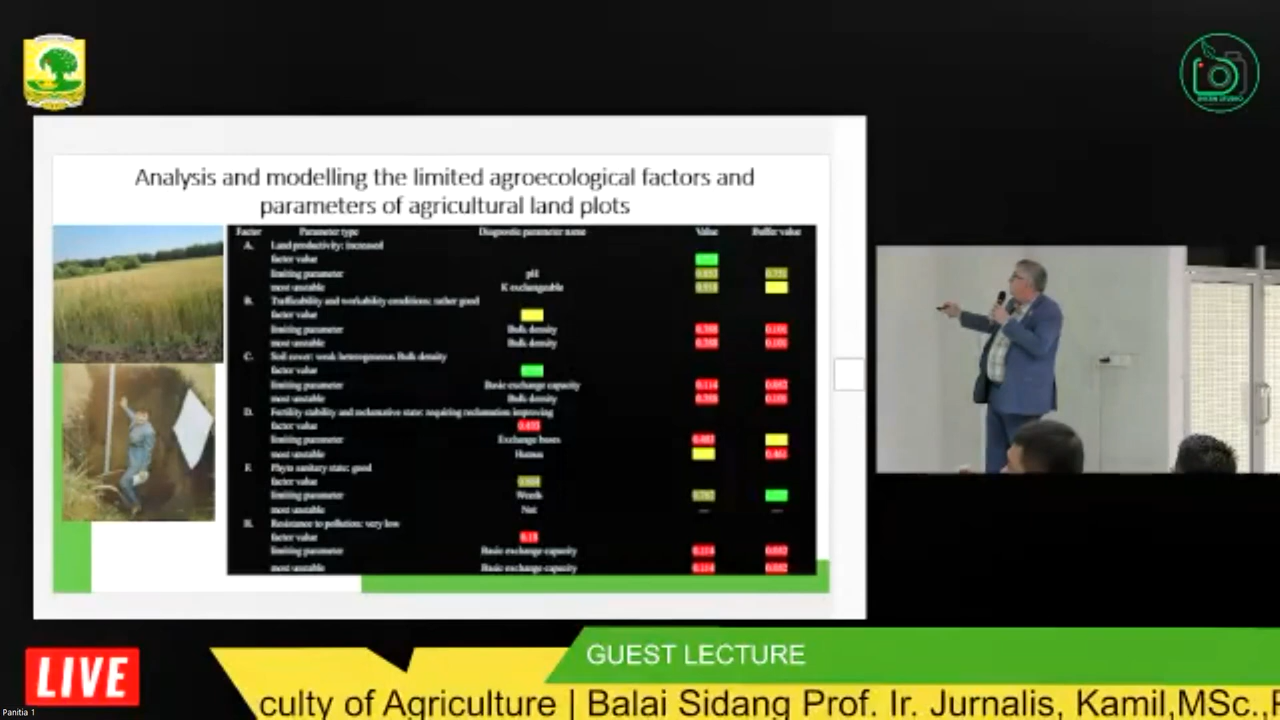 Analysis and modelling the limited agroecological factors and
parameters of agricultural land plots
Factor Parameter type Diagnostic parameter name Value Buffer value
A. Land productivity: increased
factor value
limiting parameter pH
most unstable K exchangeable
B. Trafficability and workability conditions: rather good
factor value
limiting parameter Bulk density
most unstable Bulk density
C. Soil cover: weak heterogeneous Bulk density
factor value
limiting parameter Basic exchange capacity 0.114
most unstable Bulk density
D. Fertility stability and reclamative state: requiring reclamation improving
factor value
limiting parameter Exchange bases
most unstable Humus
F. Phyto sanitary state: good
factor value
limiting parameter Weeds
most unstable Not — —
H. Resistance to pollution: very low
factor value
limiting parameter Basic exchange capacity 0.114
most unstable Basic exchange capacity 0.114
GUEST LECTURE
LIVE
culty of Agriculture | Balai Sidang Prof. Ir. Jurnalis, Kamil,MSc.,
Panitia 1